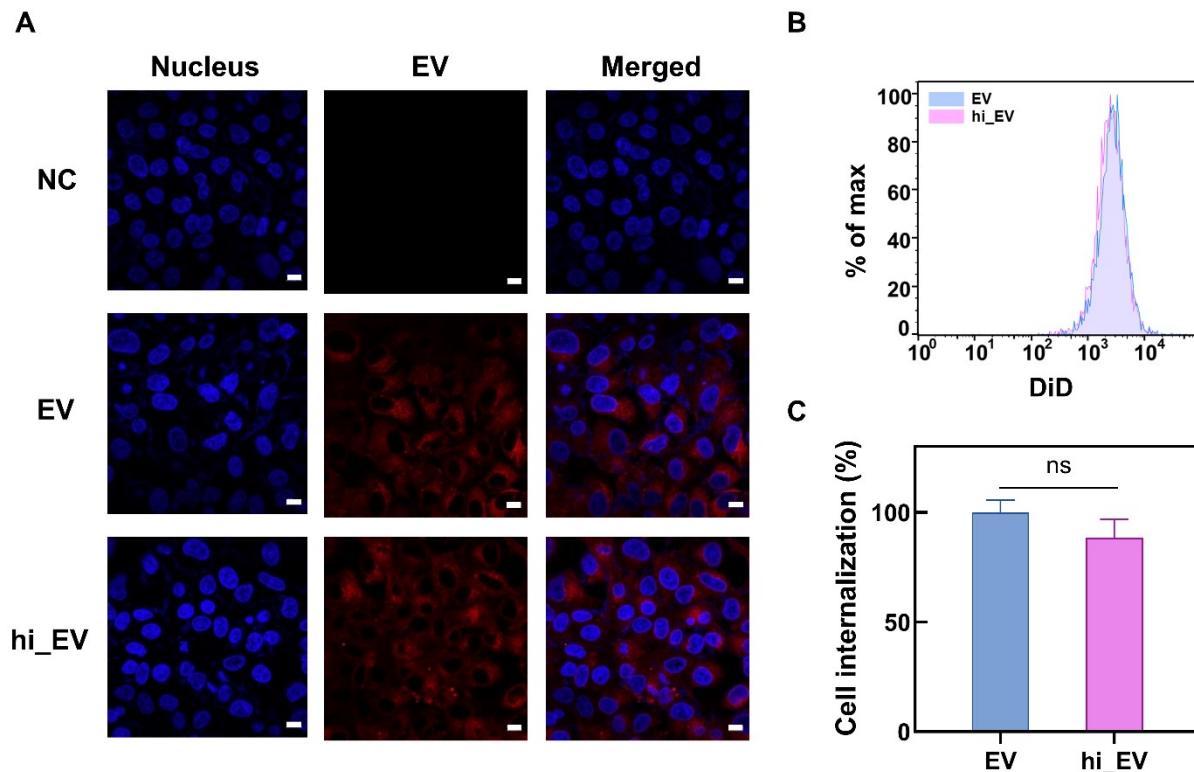 A
Nucleus EV Merged
NC
EV
hi_EV
B
EV
hi_EV
% of max
100
80
60
40
20
0
10⁰ 10¹ 10² 10³ 10⁴
DiD
C
Cell internalization (%)
ns
100
50
0
EV hi_EV